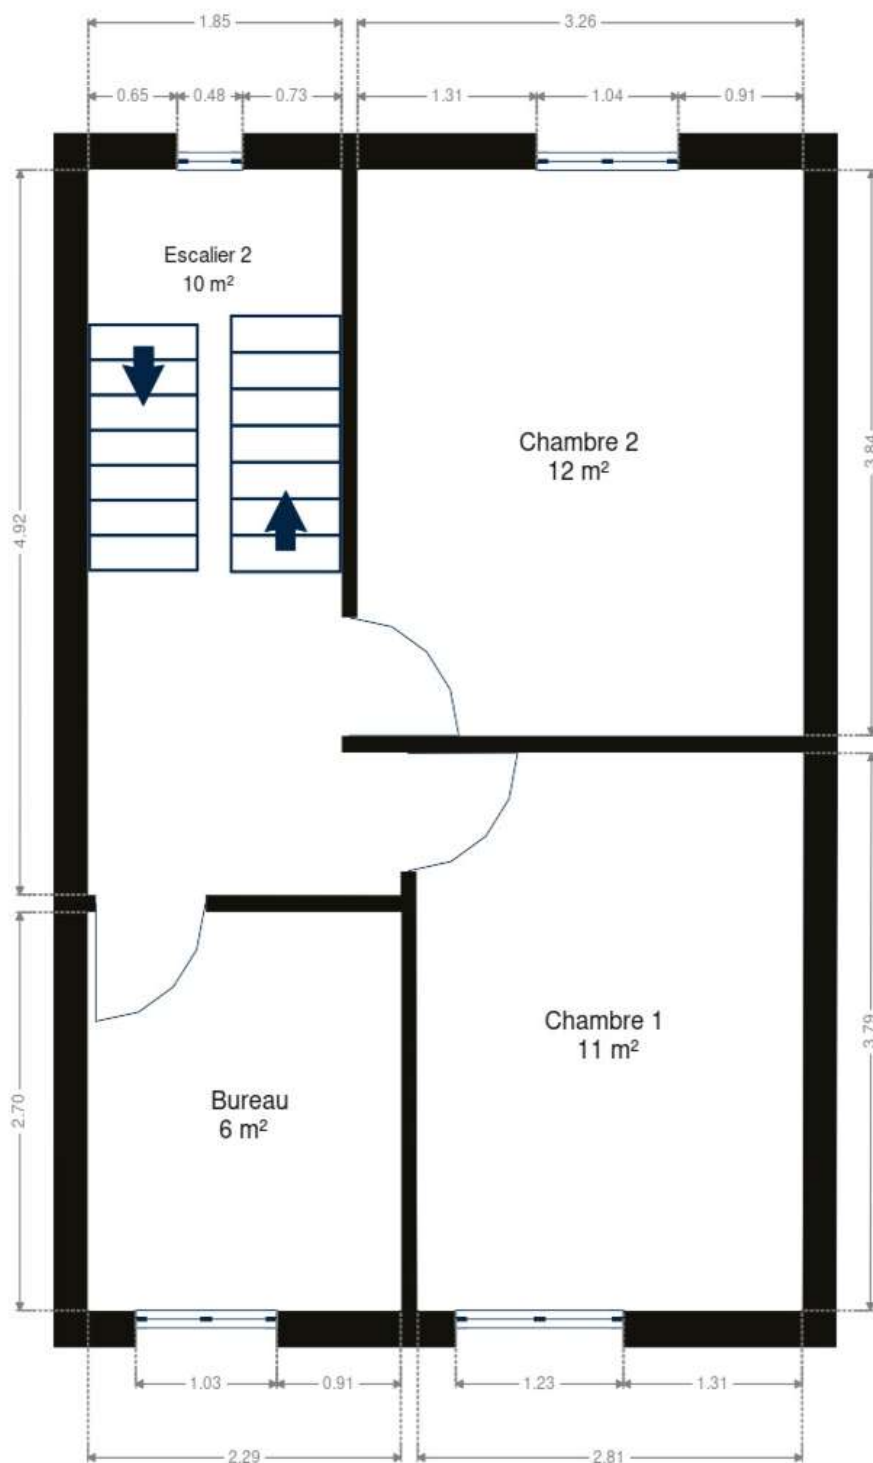 1.85
3.26
0.65
0.48
0.73
1.31
1.04
0.91
Escalier 2
10 m²
Chambre 2
12 m²
3.84
4.92
Chambre 1
11 m²
3.79
Bureau
6 m²
2.70
1.03
0.91
1.23
1.31
2.29
2.81